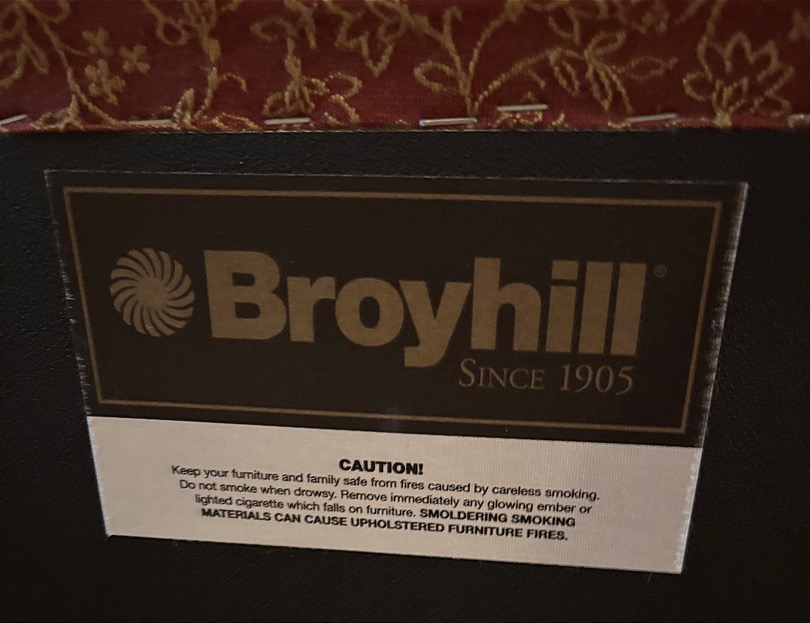 Broyhill®
SINCE 1905
CAUTION!
Keep your furniture and family safe from fires caused by careless smoking.
Do not smoke when drowsy. Remove immediately any glowing ember or
lighted cigarette which falls on furniture. SMOLDERING SMOKING
MATERIALS CAN CAUSE UPHOLSTERED FURNITURE FIRES.